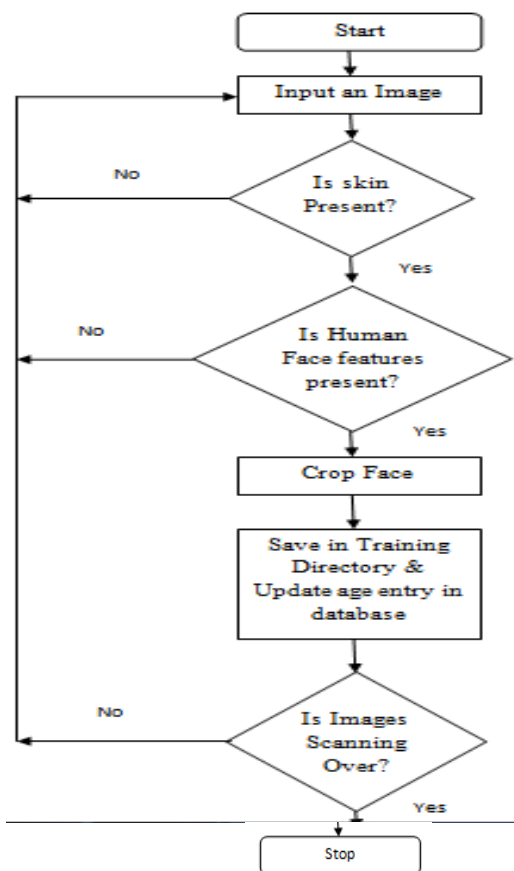 Start
Input an Image
No
Is skin
Present?
Yes
No
Is Human
Face features
present?
Yes
Crop Face
Save in Training
Directory &
Update age entry in
database
No
Is Images
Scanning
Over?
Yes
Stop